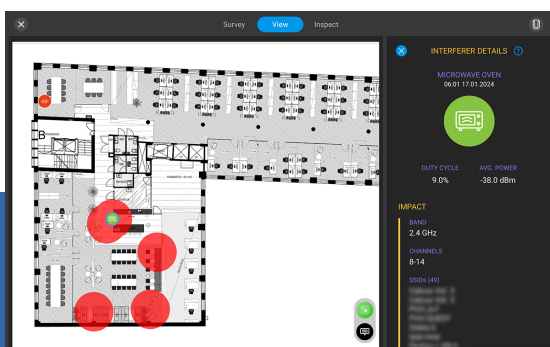 Survey
View
Inspect
INTERFERER DETAILS
MICROWAVE OVEN
06:01 17.01.2024
DUTY CYCLE
AVG. POWER
9.0%
-38.0 dBm
IMPACT
BAND
2.4 GHz
CHANNELS
8-14
SSIDs (49)
B